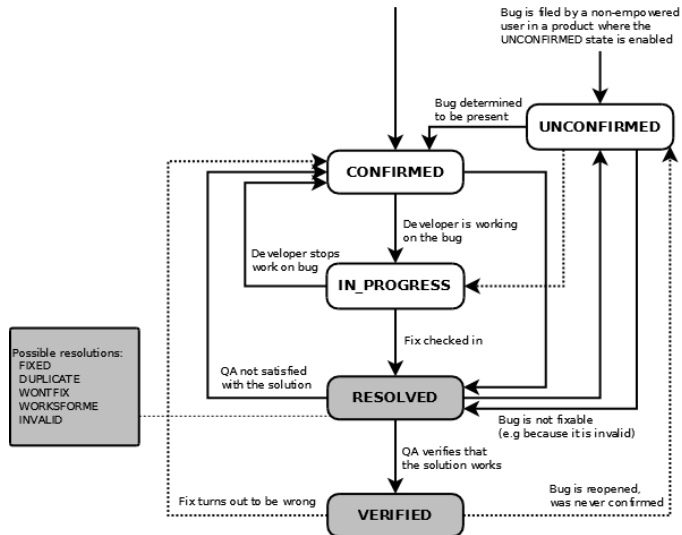 Bug is filed by a non-empowered
user in a product where the
UNCONFIRMED state is enabled
Bug determined
to be present
UNCONFIRMED
CONFIRMED
Developer is working
on the bug
Developer stops
work on bug
IN_PROGRESS
Fix checked in
Possible resolutions:
FIXED
DUPLICATE
WONTFIX
WORKSFORME
INVALID
QA not satisfied
with the solution
RESOLVED
Bug is not fixable
(e.g because it is invalid)
QA verifies that
the solution works
Fix turns out to be wrong
VERIFIED
Bug is reopened,
was never confirmed